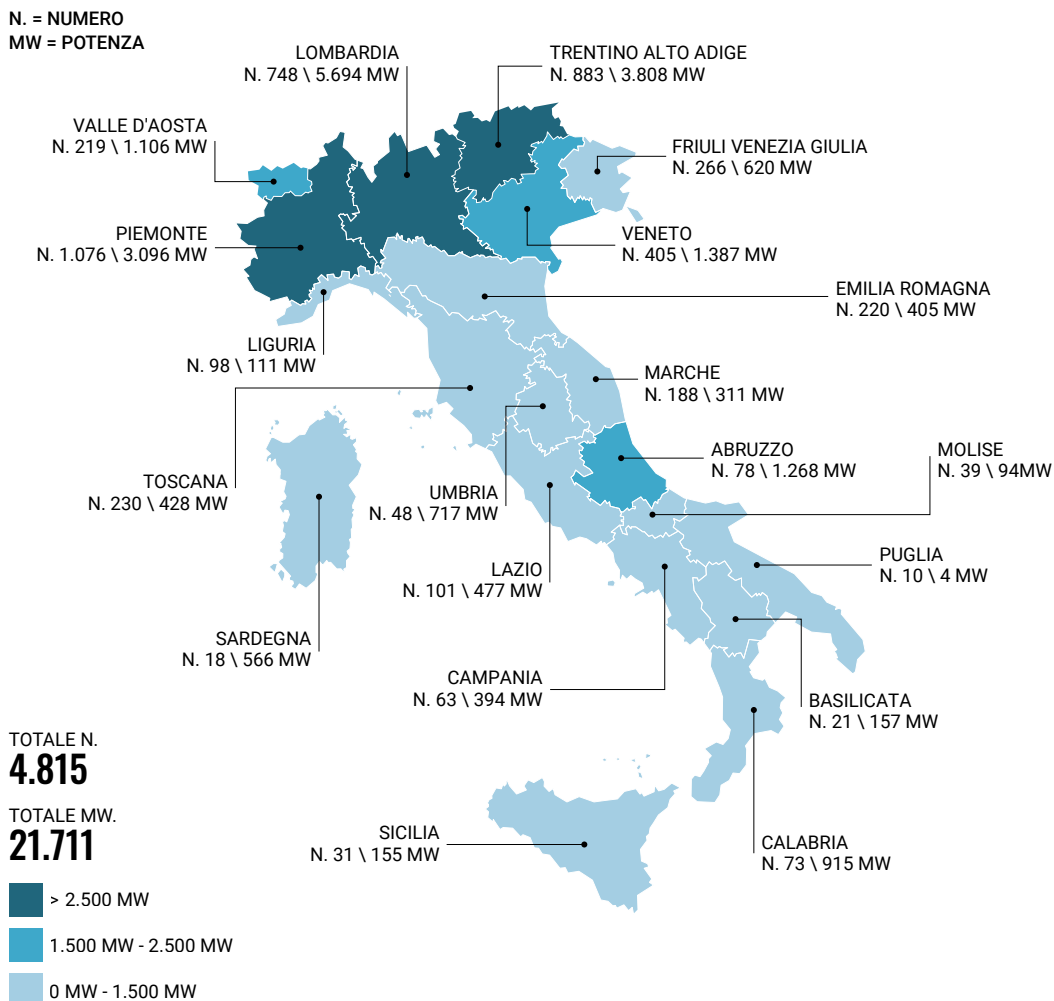 N. = NUMERO
MW = POTENZA
LOMBARDIA
N. 748 \ 5.694 MW
TRENTINO ALTO ADIGE
N. 883 \ 3.808 MW
VALLE D'AOSTA
N. 219 \ 1.106 MW
FRIULI VENEZIA GIULIA
N. 266 \ 620 MW
PIEMONTE
N. 1.076 \ 3.096 MW
VENETO
N. 405 \ 1.387 MW
EMILIA ROMAGNA
N. 220 \ 405 MW
LIGURIA
N. 98 \ 111 MW
MARCHE
N. 188 \ 311 MW
ABRUZZO
N. 78 \ 1.268 MW
MOLISE
N. 39 \ 94MW
TOSCANA
N. 230 \ 428 MW
UMBRIA
N. 48 \ 717 MW
LAZIO
N. 101 \ 477 MW
PUGLIA
N. 10 \ 4 MW
SARDEGNA
N. 18 \ 566 MW
CAMPANIA
N. 63 \ 394 MW
BASILICATA
N. 21 \ 157 MW
TOTALE N.
4.815
TOTALE MW.
21.711
SICILIA
N. 31 \ 155 MW
CALABRIA
N. 73 \ 915 MW
> 2.500 MW
1.500 MW - 2.500 MW
0 MW - 1.500 MW